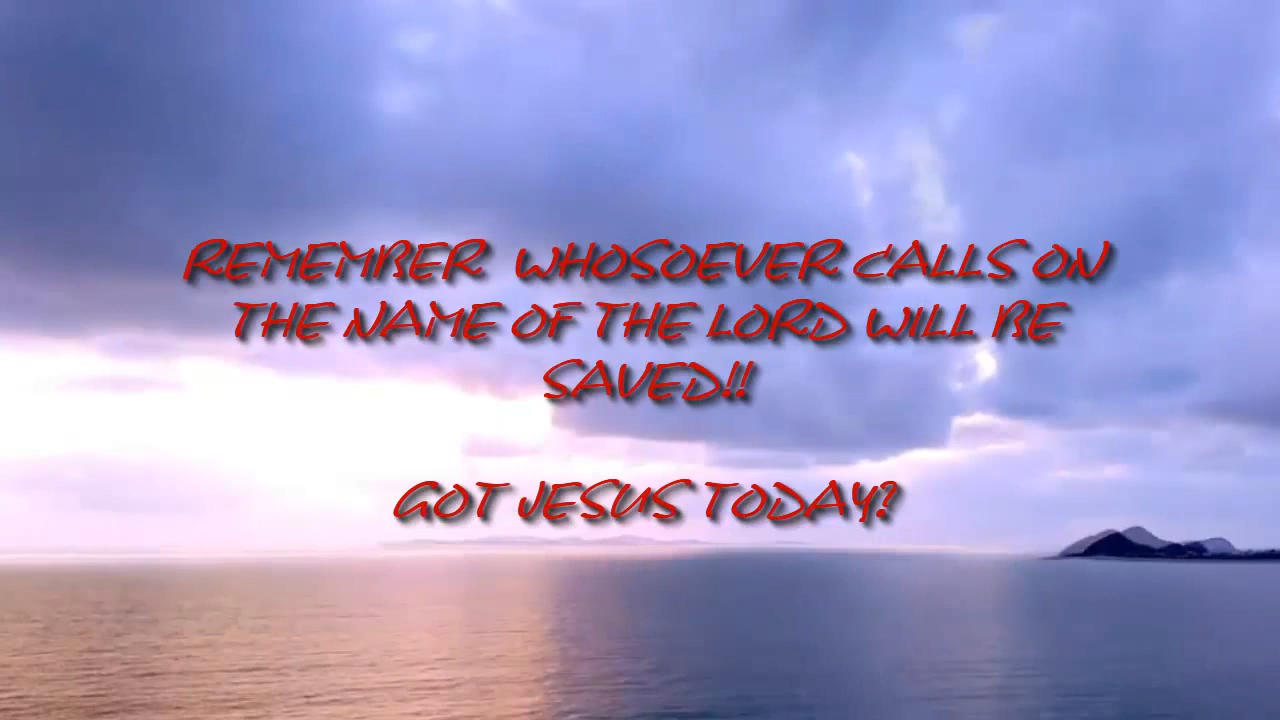 REMEMBER WHOSOEVER CALLS ON
THE NAME OF THE LORD WILL BE
SAVED!!
GOT JESUS TODAY?